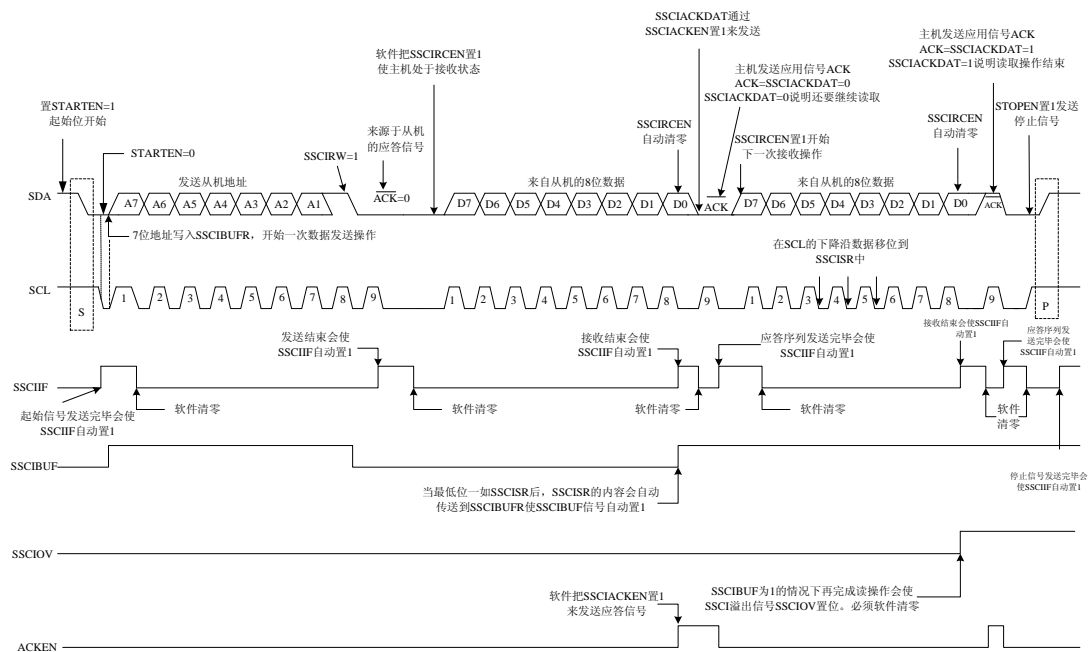 SSCIACKDAT通过
SSCIACKEN置1来发送
主机发送应用信号ACK
ACK=SSCIACKDAT=1
SSCIACKDAT=1说明读取操作结束
软件把SSCIRCEN置1
使主机处于接收状态
主机发送应用信号ACK
ACK=SSCIACKDAT=0
SSCIACKDAT=0说明还要继续读取
置STARTEN=1
起始位开始
STOPEN置1发送
停止信号
来源于从机
的应答信号
SSCIRCEN
自动清零
SSCIRCEN
自动清零
SSCIRCEN置1开始
下一次接收操作
STARTEN=0
SSCIRW=1
发送从机地址
来自从机的8位数据
来自从机的8位数据
SDA
A7 A6 A5 A4 A3 A2 A1
ACK=0
D7 D6 D5 D4 D3 D2 D1 D0
ACK
D7 D6 D5 D4 D3 D2 D1 D0
ACK
7位地址写入SSCIBUFR，开始一次数据发送操作
在SCL的下降沿数据移位到
SSCISR中
SCL
S
1 2 3 4 5 6 7 8 9
1 2 3 4 5 6 7 8 9
1 2 3 4 5 6 7 8 9
P
发送结束会使
SSCIIF自动置1
接收结束会使
SSCIIF自动置1
应答序列发送完毕会使
SSCIIF自动置1
接收结束会使SSCIIF自
动置1
应答序列发
送完毕会使
SSCIIF自动置1
SSCIIF
起始信号发送完毕会使
SSCIIF自动置1
软件清零
软件清零
软件清零
软件清零
软件
清零
SSCIBUF
当最低位一如SSCISR后，SSCISR的内容会自动
传送到SSCIBUFR使SSCIBUF信号自动置1
停止信号发送完毕会
使SSCIIF自动置1
SSCIOV
SSCIBUF为1的情况下再完成读操作会使
SSCI溢出信号SSCIOV置位。必须软件清零
软件把SSCIACKEN置1
来发送应答信号
ACKEN